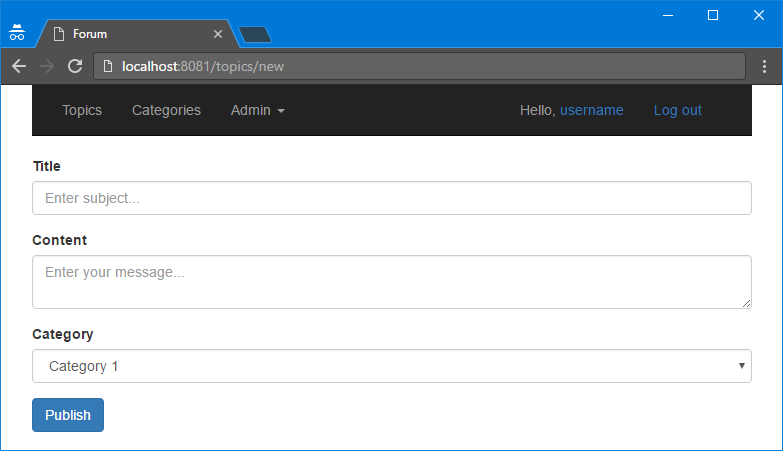 Forum
localhost:8081/topics/new
Topics Categories Admin Hello, username Log out
Title
Enter subject...
Content
Enter your message...
Category
Category 1
Publish